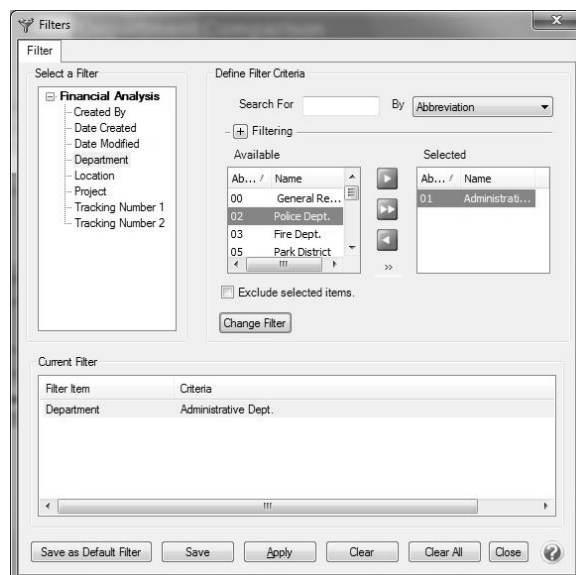 Filters
Filter
Select a Filter
Financial Analysis
Created By
Date Created
Date Modified
Department
Location
Project
Tracking Number 1
Tracking Number 2
Define Filter Criteria
Search For By Abbreviation
Filtering
Available
Ab... / Name
00 General Re...
02 Police Dept.
03 Fire Dept.
05 Park District
Selected
Ab... / Name
01 Administrati...
>>
Exclude selected items.
Change Filter
Current Filter
Filter Item Criteria
Department Administrative Dept.
Save as Default Filter Save Apply Clear Clear All Close ?